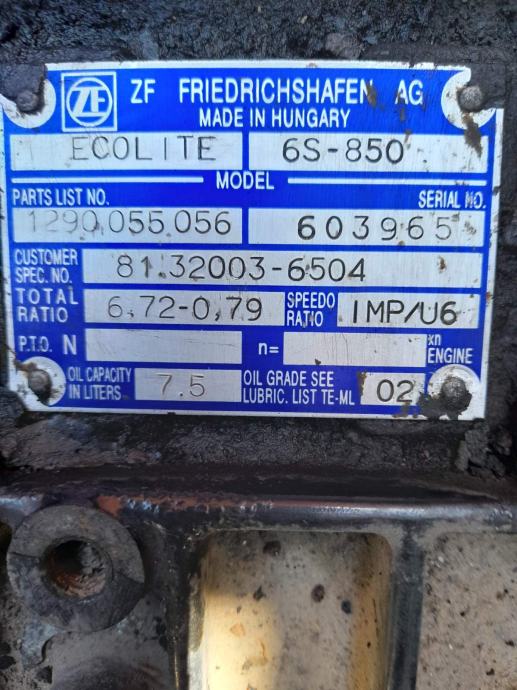 ZF ZF FRIEDRICHSHAFEN AG
MADE IN HUNGARY
ECOLITE 6S-850
MODEL
PARTS LIST NO. SERIAL NO.
1290.055.056 603965
CUSTOMER SPEC. NO. 81.32003-6504
TOTAL RATIO 6.72-0,79 SPEEDO RATIO IMP/U6
P.T.O. N n= xn ENGINE
OIL CAPACITY IN LITERS 7.5 OIL GRADE SEE LUBRIC. LIST TE-ML 02